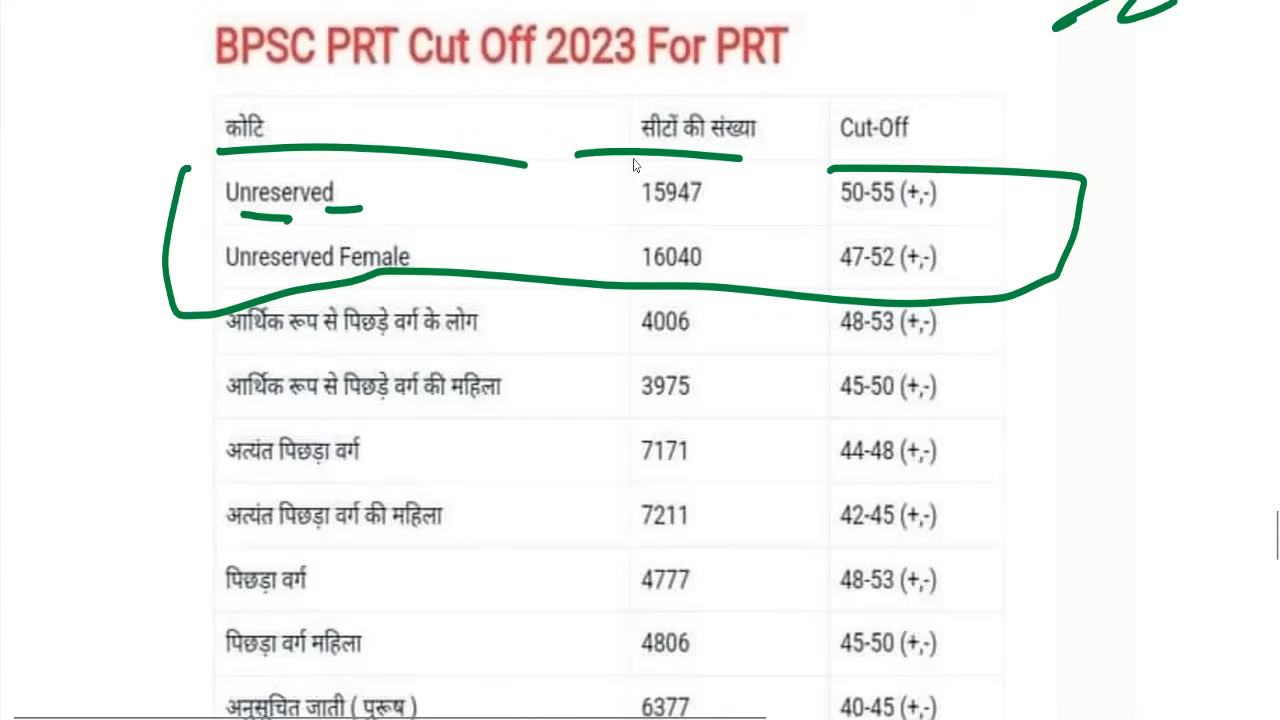 BPSC PRT Cut Off 2023 For PRT
कोटि सीटों की संख्या Cut-Off
Unreserved 15947 50-55 (+,-)
Unreserved Female 16040 47-52 (+,-)
आर्थिक रूप से पिछड़े वर्ग के लोग 4006 48-53 (+,-)
आर्थिक रूप से पिछड़े वर्ग की महिला 3975 45-50 (+,-)
अत्यंत पिछड़ा वर्ग 7171 44-48 (+,-)
अत्यंत पिछड़ा वर्ग की महिला 7211 42-45 (+,-)
पिछड़ा वर्ग 4777 48-53 (+,-)
पिछड़ा वर्ग महिला 4806 45-50 (+,-)
अनुसुचित जाती ( पुरूष ) 6377 40-45 (+,-)